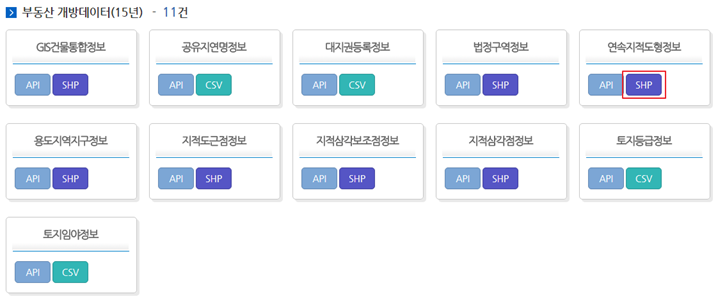 부동산 개방데이터(15년) - 11건
GIS건물통합정보
API SHP
공유지연명정보
API CSV
대지권등록정보
API CSV
법정구역정보
API SHP
연속지적도형정보
API SHP
용도지역지구정보
API SHP
지적도근점정보
API SHP
지적삼각보조점정보
API SHP
지적삼각점정보
API SHP
토지등급정보
API CSV
토지임야정보
API CSV